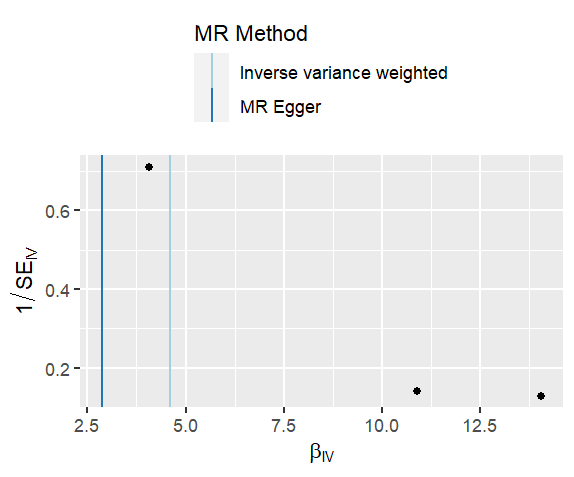 MR Method
Inverse variance weighted
MR Egger
1/SEIV
0.6
0.4
0.2
2.5 5.0 7.5 10.0 12.5
βIV